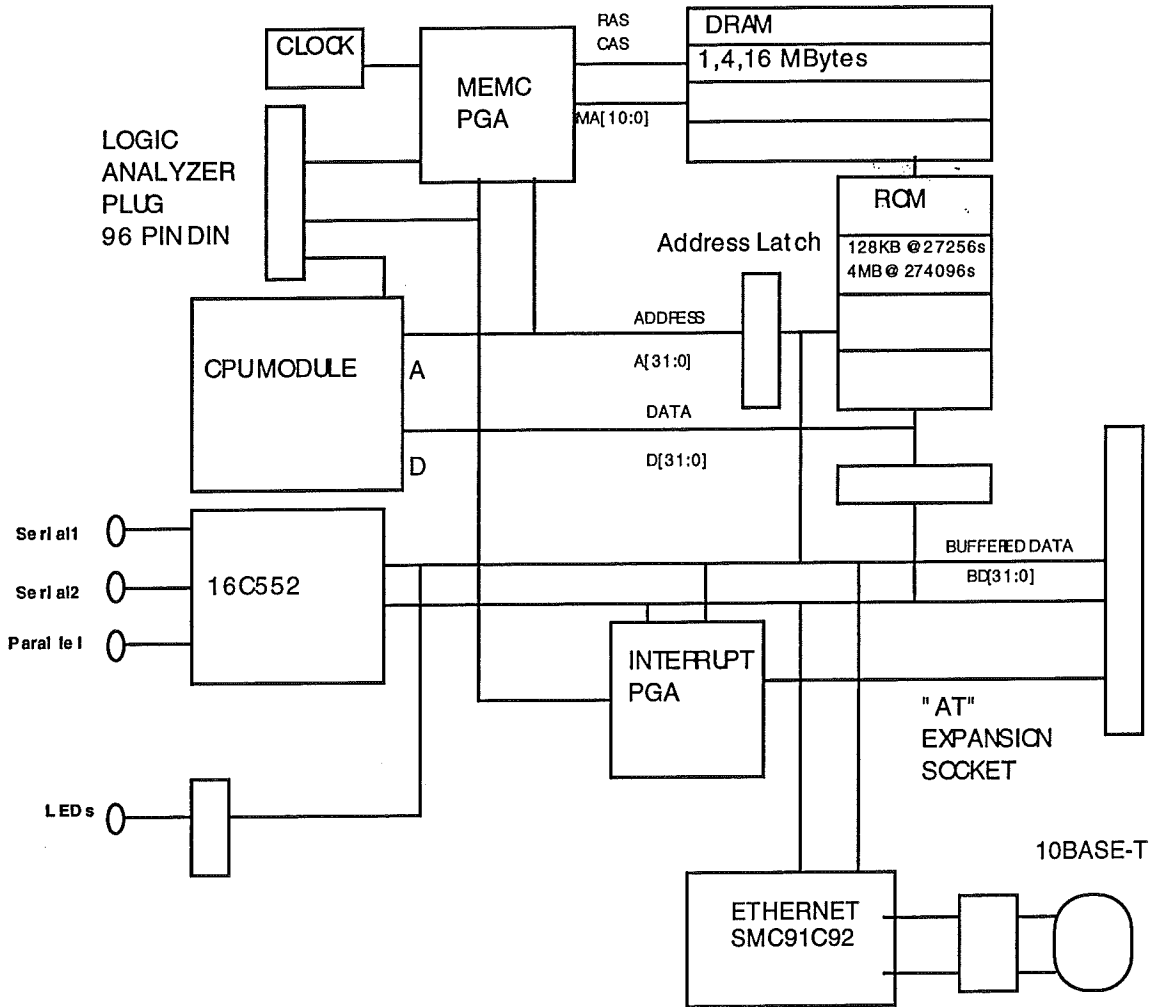 RAS
CAS
CLOCK
MEMC
PGA
MA[10:0]
DRAM
1,4,16 MBytes
LOGIC
ANALYZER
PLUG
96 PIN DIN
ROM
128KB @27256s
4MB@ 274096s
Address Latch
CPU MODULE
A
D
ADDRESS
A[31:0]
DATA
D[31:0]
Serial1
Serial2
Parallel
16C552
BUFFERED DATA
BD[31:0]
INTERRUPT
PGA
"AT"
EXPANSION
SOCKET
LEDs
10BASE-T
ETHERNET
SMC91C92